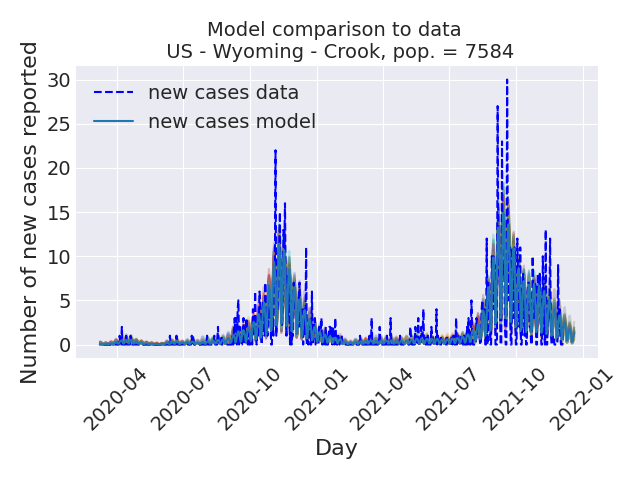 Model comparison to data
US - Wyoming - Crook, pop. = 7584
Number of new cases reported
30
25
20
15
10
5
0
new cases data
new cases model
2020-04
2020-07
2020-10
2021-01
2021-04
2021-07
2021-10
2022-01
Day